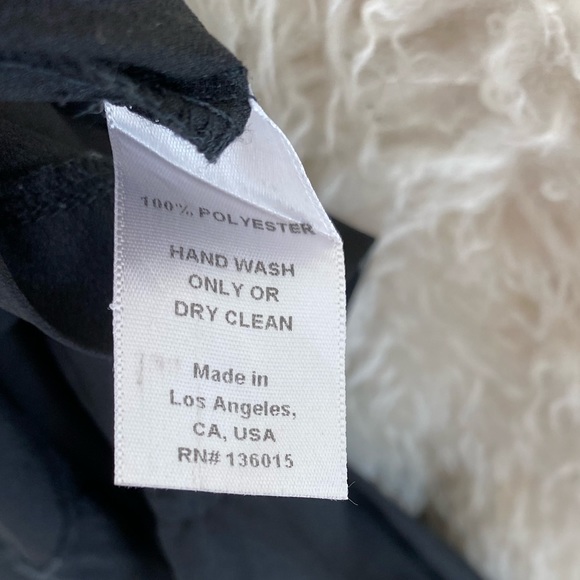 100% POLYESTER
HAND WASH
ONLY OR
DRY CLEAN
Made in
Los Angeles,
CA, USA
RN# 136015